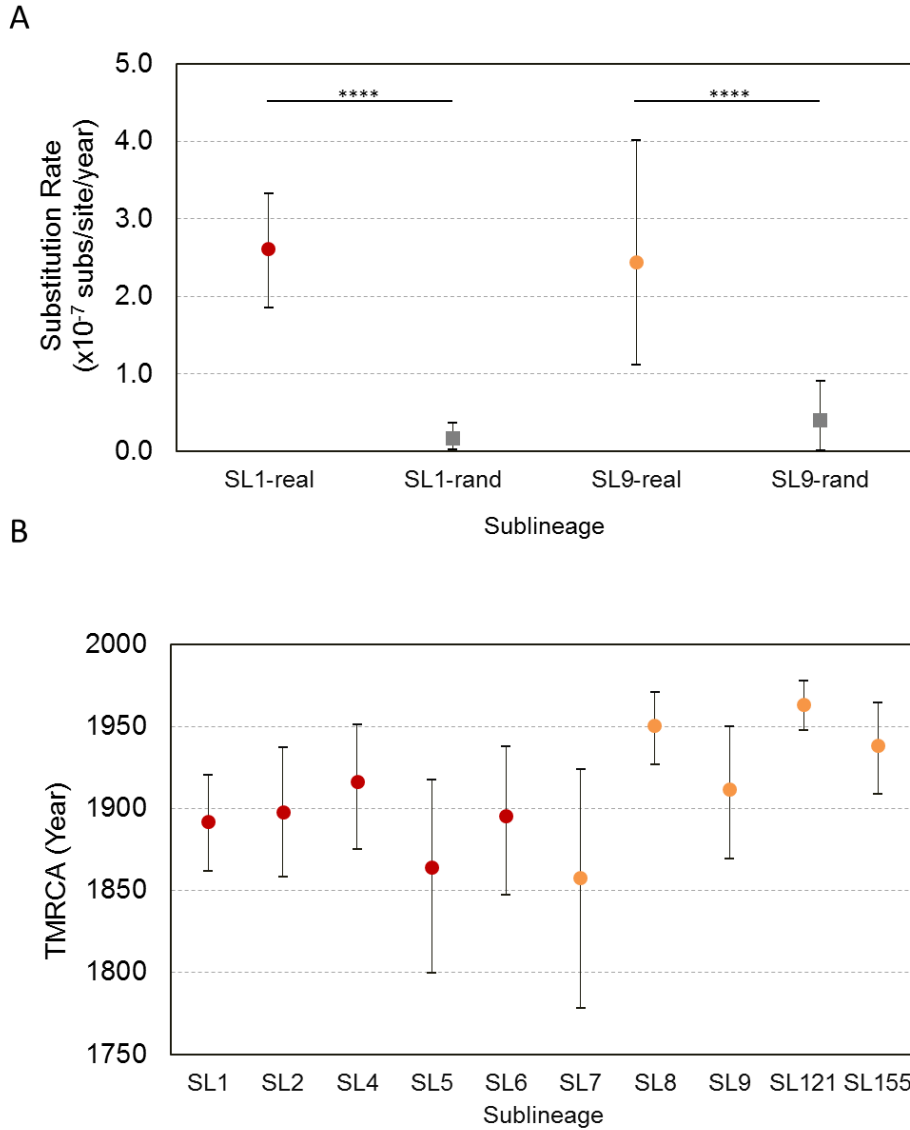 A
5.0
4.0
3.0
2.0
1.0
0.0
Substitution Rate
(x10-7 subs/site/year)
****
****
SL1-real
SL1-rand
SL9-real
SL9-rand
Sublineage
B
2000
1950
1900
1850
1800
1750
TMRCA (Year)
SL1
SL2
SL4
SL5
SL6
SL7
SL8
SL9
SL121
SL155
Sublineage